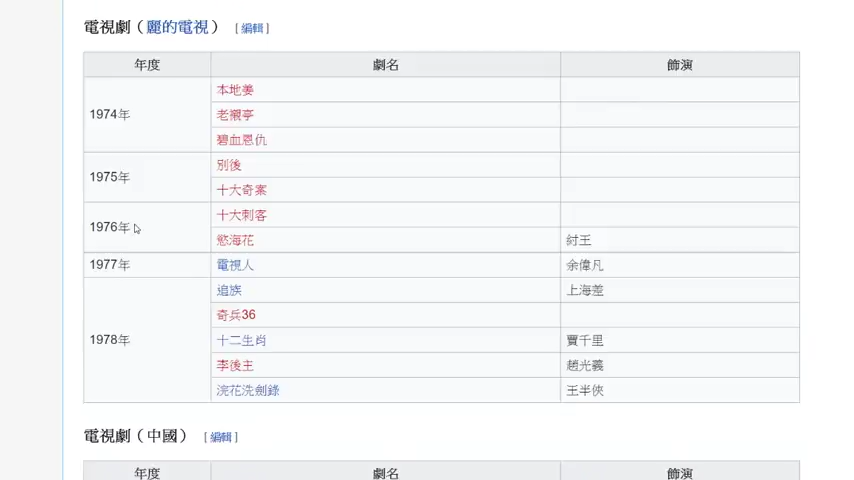 電視劇（麗的電視） [編輯]
年度 劇名 飾演
1974年
本地姜
老襯亭
碧血恩仇
1975年
別後
十大奇案
1976年
十大刺客
慾海花 紂王
1977年 電視人 余偉凡
1978年
追族 上海差
奇兵36
十二生肖 賈千里
李後主 趙光義
浣花洗劍錄 王半俠
電視劇（中國） [編輯]
年度 劇名 飾演